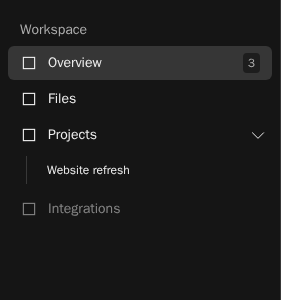 Workspace
Overview 3
Files
Projects
Website refresh
Integrations